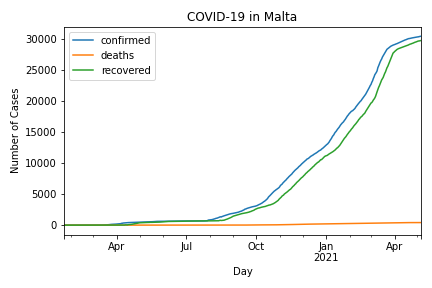 COVID-19 in Malta
confirmed
deaths
recovered
Number of Cases
30000
25000
20000
15000
10000
5000
0
Apr
Jul
Oct
Jan
2021
Apr
Day